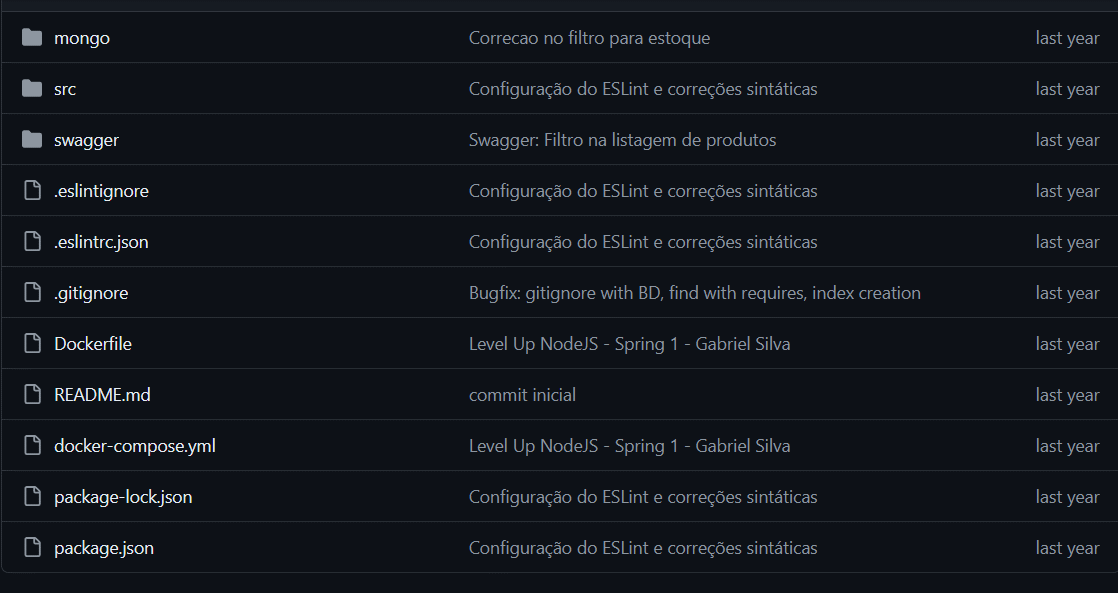 mongo Correcao no filtro para estoque last year
src Configuração do ESLint e correções sintáticas last year
swagger Swagger: Filtro na listagem de produtos last year
.eslintignore Configuração do ESLint e correções sintáticas last year
.eslintrc.json Configuração do ESLint e correções sintáticas last year
.gitignore Bugfix: gitignore with BD, find with requires, index creation last year
Dockerfile Level Up NodeJS - Spring 1 - Gabriel Silva last year
README.md commit inicial last year
docker-compose.yml Level Up NodeJS - Spring 1 - Gabriel Silva last year
package-lock.json Configuração do ESLint e correções sintáticas last year
package.json Configuração do ESLint e correções sintáticas last year